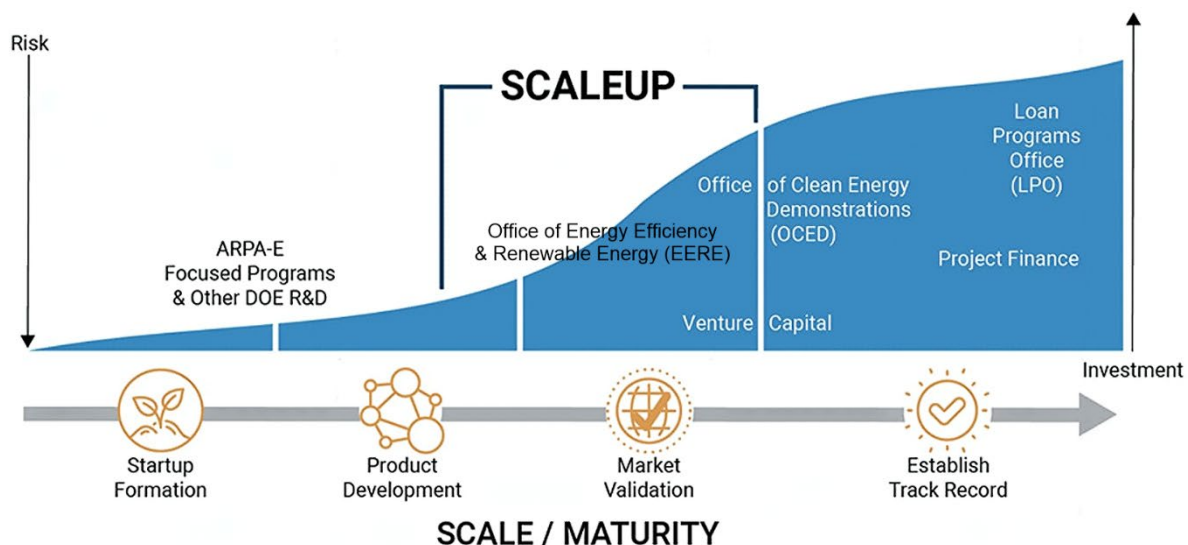 Risk
SCALEUP
Loan
Programs
Office
(LPO)
Office of Clean Energy
Demonstrations
(OCED)
ARPA-E
Focused Programs
& Other DOE R&D
Office of Energy Efficiency
& Renewable Energy (EERE)
Project Finance
Venture Capital
Investment
Startup
Formation
Product
Development
Market
Validation
Establish
Track Record
SCALE / MATURITY